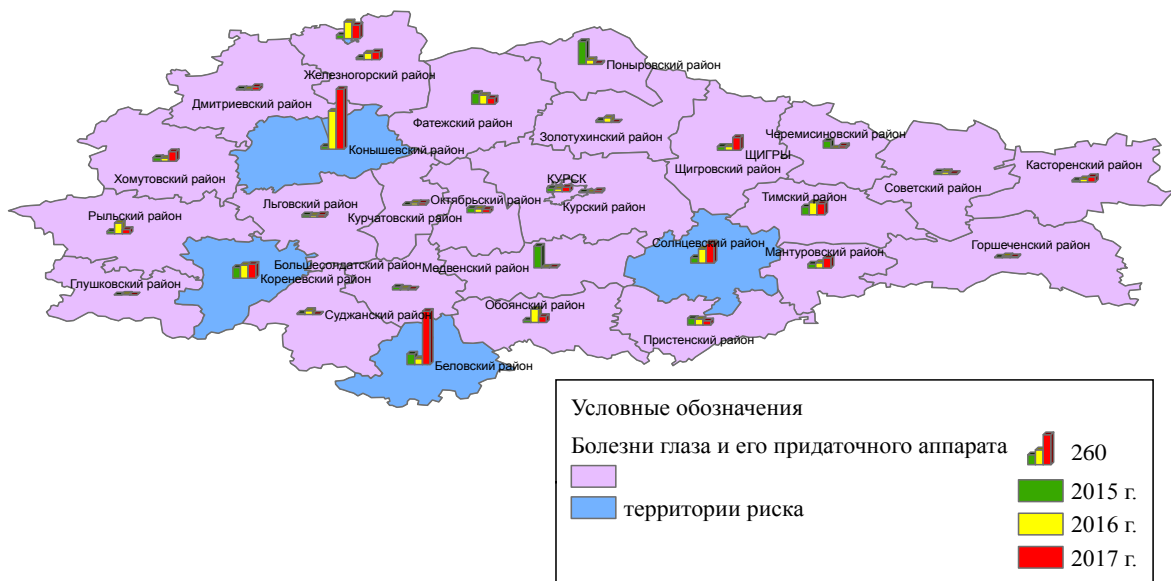 Поныровский район
Железногорский район
Дмитриевский район
Фатежский район
Золотухинский район
Черемисиновский район
Конышевский район
ЩИГРЫ
Щигровский район
Касторенский район
Советский район
Хомутовский район
КУРСК
Льговский район
Октябрьский район
Курский район
Тимский район
Курчатовский район
Рыльский район
Солнцевский район
Горшеченский район
Мантуровский район
Большесолдатский район
Медвенский район
Глушковский район
Кореневский район
Обоянский район
Суджанский район
Пристенский район
Беловский район
Условные обозначения
Болезни глаза и его придаточного аппарата
260
2015 г.
территории риска
2016 г.
2017 г.